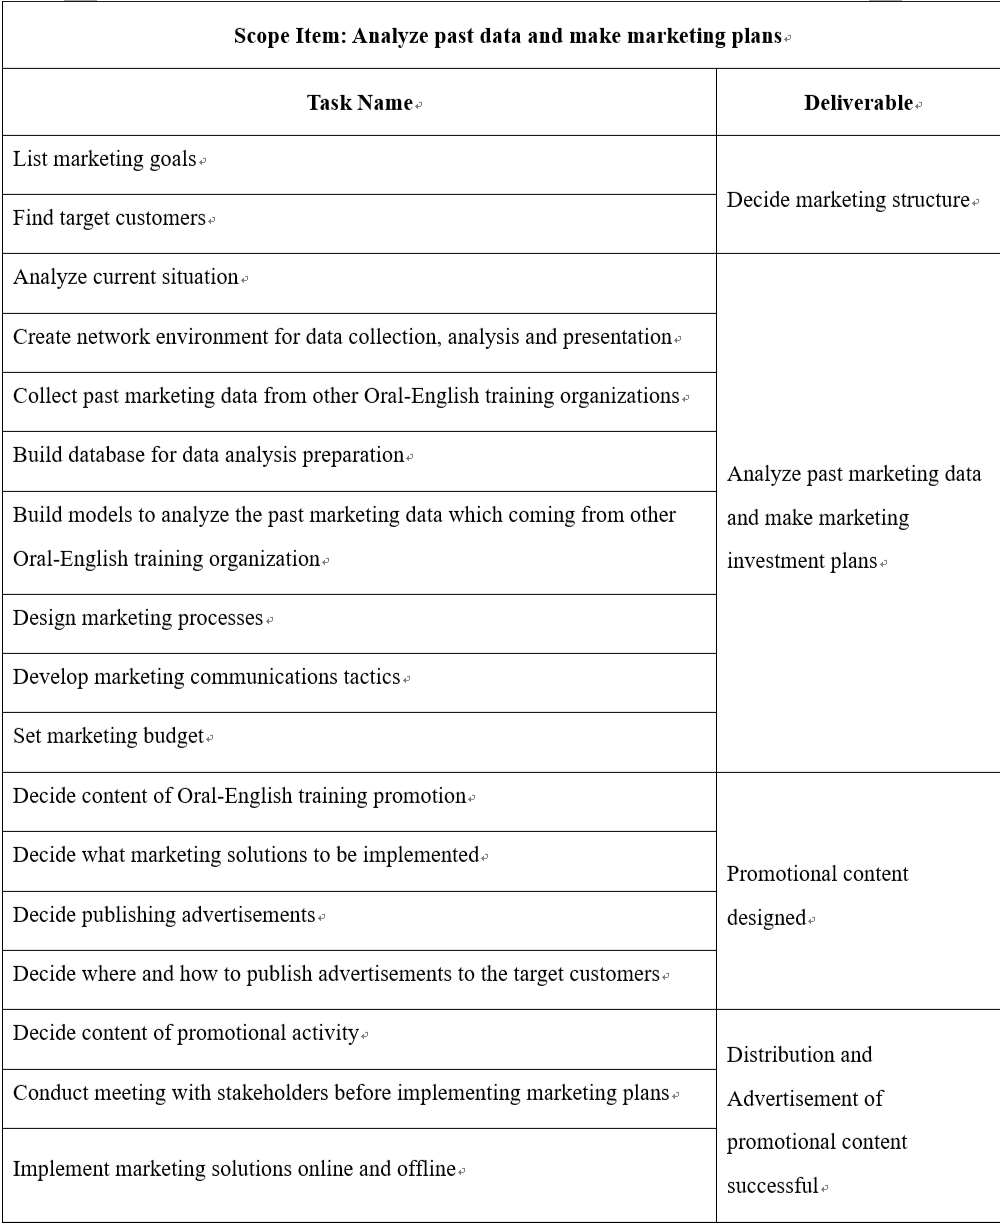 Scope Item: Analyze past data and make marketing plans
Task Name
Deliverable
List marketing goals
Find target customers
Decide marketing structure
Analyze current situation
Create network environment for data collection, analysis and presentation
Collect past marketing data from other Oral-English training organizations
Build database for data analysis preparation
Build models to analyze the past marketing data which coming from other
Oral-English training organization
Design marketing processes
Develop marketing communications tactics
Set marketing budget
Analyze past marketing data
and make marketing
investment plans
Decide content of Oral-English training promotion
Decide what marketing solutions to be implemented
Decide publishing advertisements
Decide where and how to publish advertisements to the target customers
Promotional content
designed
Decide content of promotional activity
Conduct meeting with stakeholders before implementing marketing plans
Implement marketing solutions online and offline
Distribution and
Advertisement of
promotional content
successful